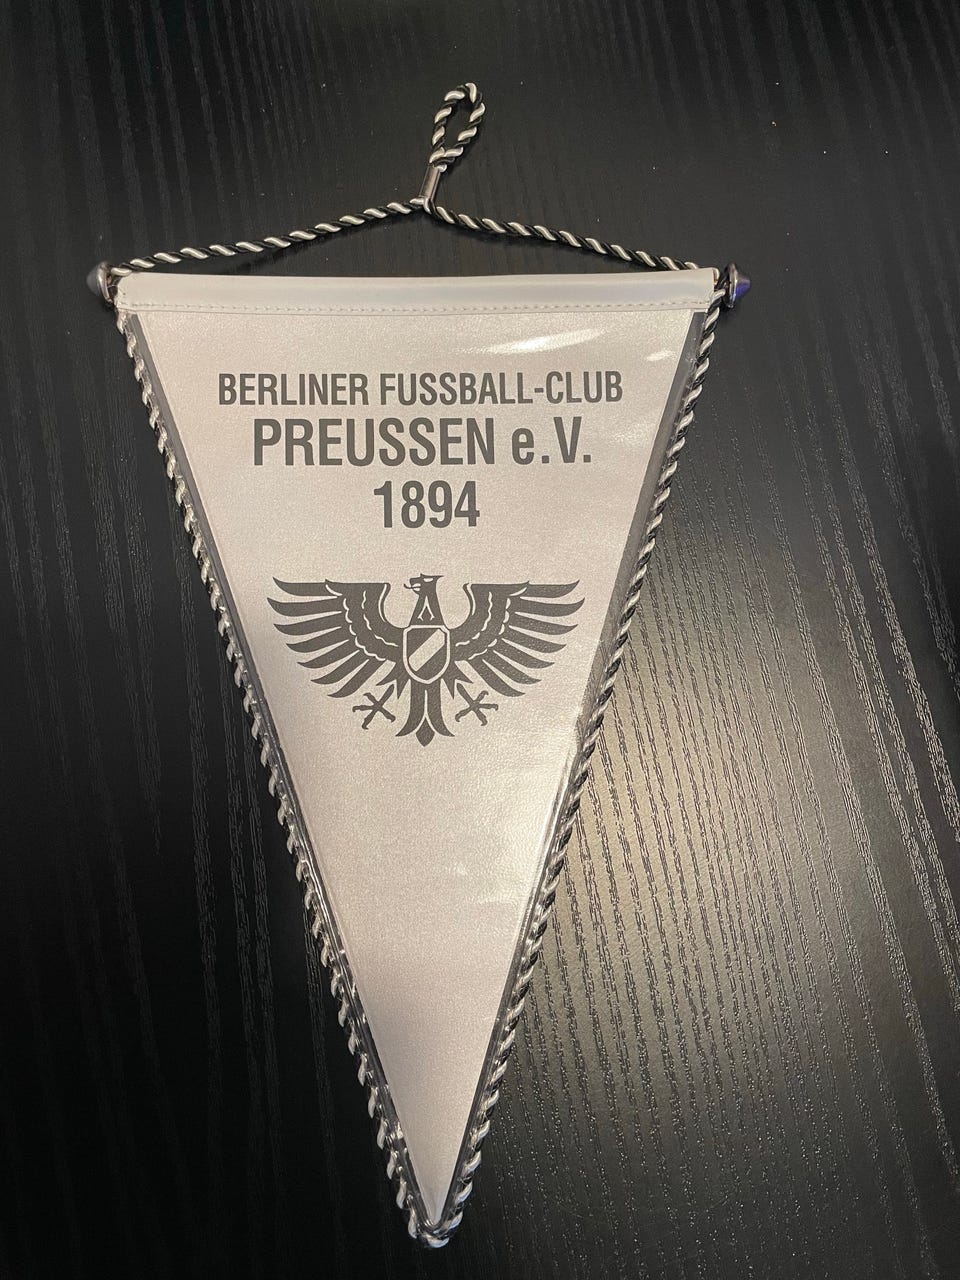 BERLINER FUSSBALL-CLUB
PREUSSEN e.V.
1894